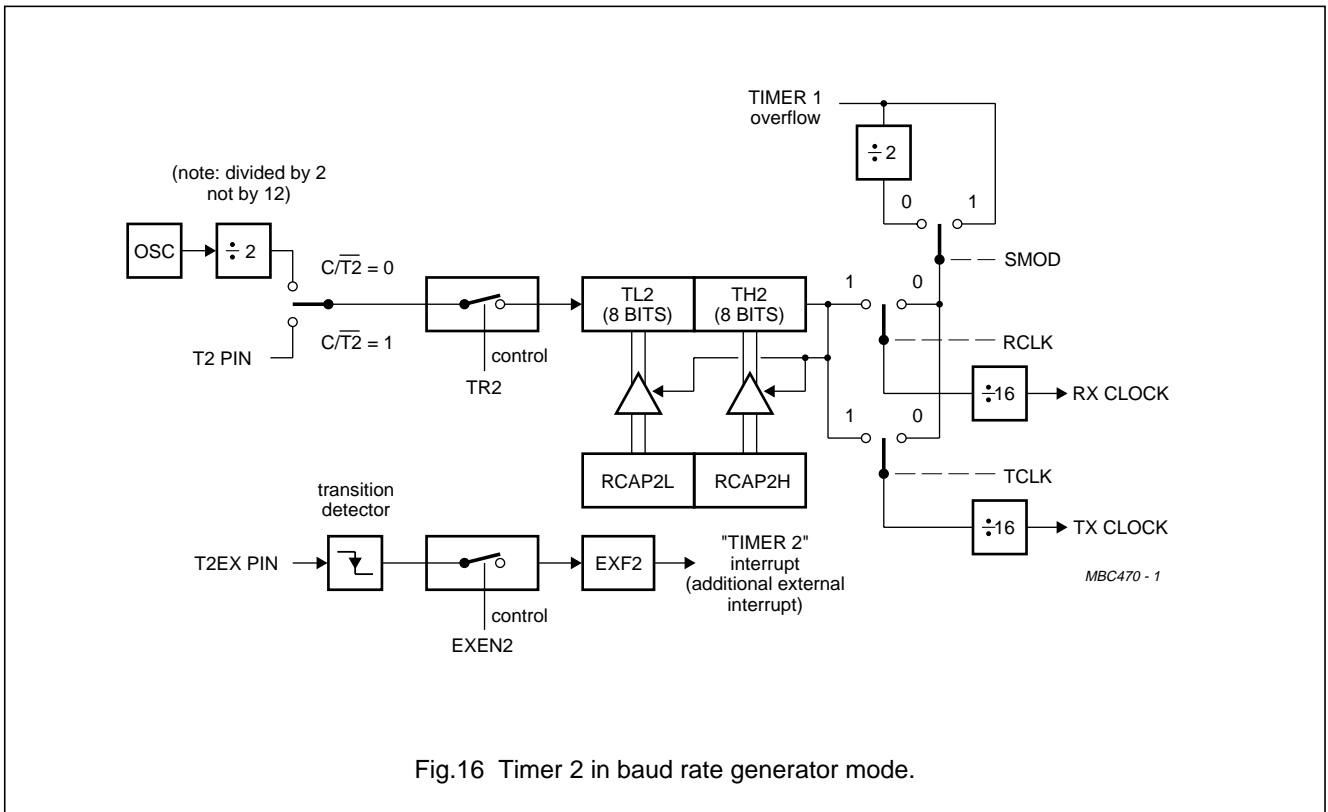 TIMER 1
overflow
÷ 2
0
1
SMOD
(note: divided by 2
not by 12)
OSC
÷ 2
C/T̅2̅ = 0
C/T̅2̅ = 1
T2 PIN
control
TR2
TL2
(8 BITS)
TH2
(8 BITS)
1
0
RCLK
÷16
RX CLOCK
1
0
TCLK
÷16
TX CLOCK
RCAP2L
RCAP2H
transition
detector
T2EX PIN
control
EXEN2
EXF2
"TIMER 2"
interrupt
(additional external
interrupt)
MBC470 - 1
Fig.16 Timer 2 in baud rate generator mode.